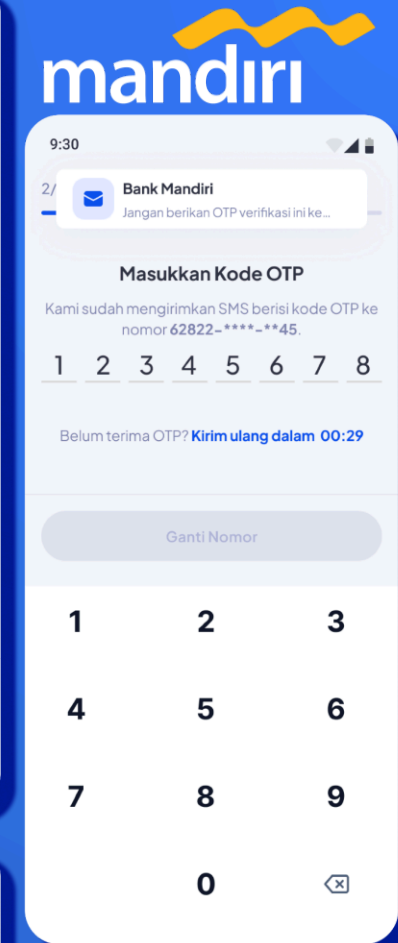 mandırı
9:30
2/
Bank Mandiri
Jangan berikan OTP verifikasi ini ke...
Masukkan Kode OTP
Kami sudah mengirimkan SMS berisi kode OTP ke
nomor 62822-****-**45.
1 2 3 4 5 6 7 8
Belum terima OTP? Kirim ulang dalam 00:29
Ganti Nomor
1 2 3
4 5 6
7 8 9
0